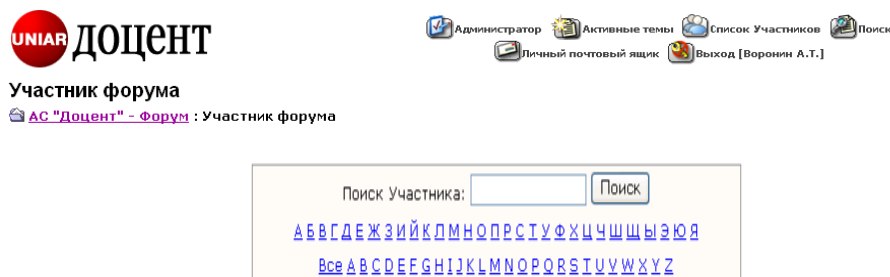 UNIAR ДОЦЕНТ
Администратор Активные темы Список Участников Поиск
Личный почтовый ящик Выход [Воронин А.Т.]
Участник форума
АС "Доцент" - Форум : Участник форума
Поиск Участника: Поиск
А Б В Г Д Е Ж З И Й К Л М Н О П Р С Т У Ф Х Ц Ч Ш Щ Ы Э Ю Я
Все A B C D E F G H I J K L M N O P Q R S T U V W X Y Z